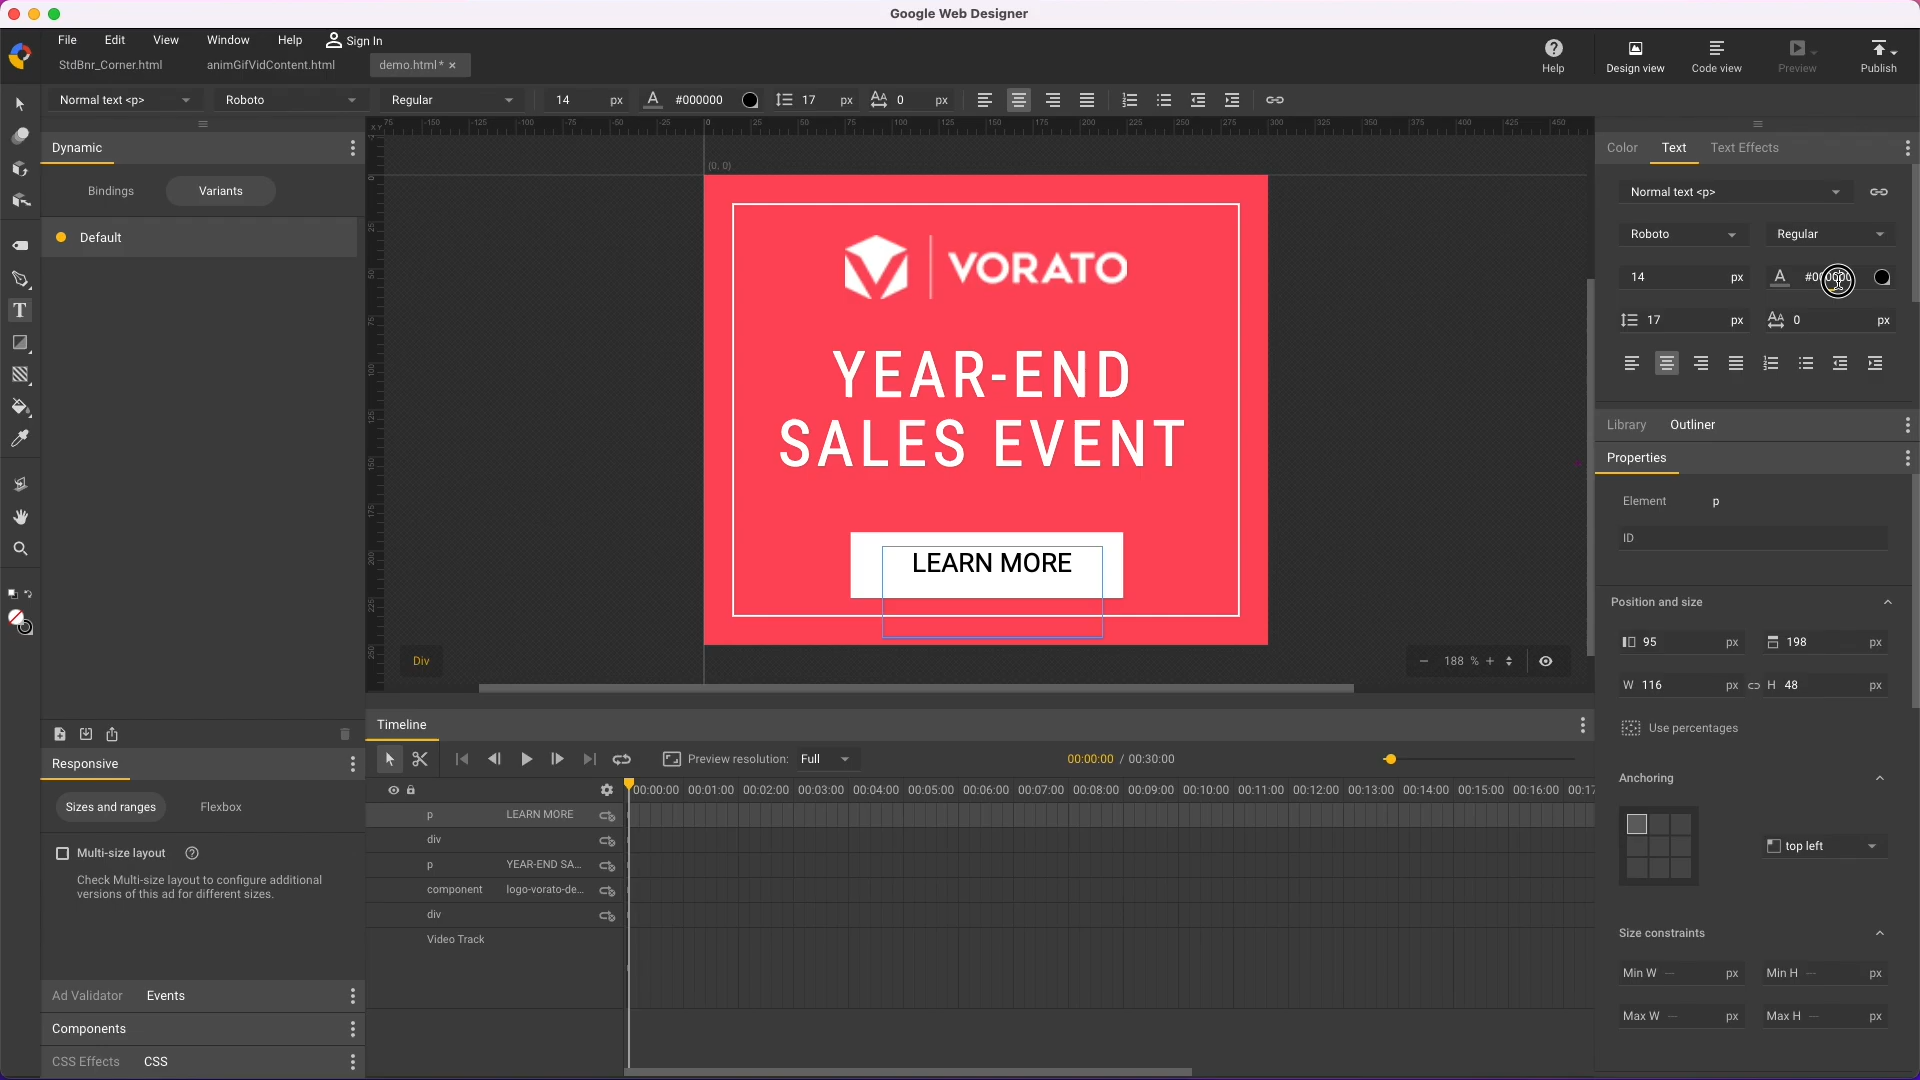 Google Web Designer
File Edit View Window Help Sign In
StdBnr_Corner.html animGifVidContent.html demo.html* ×
Help Design view Code view Preview Publish
Normal text <p> Roboto Regular 14 px #000000 17 px 0 px
Dynamic
Bindings Variants
Default
(0, 0)
VORATO
YEAR-END
SALES EVENT
LEARN MORE
Div
188 %
Color Text Text Effects
Normal text <p>
Roboto Regular
14 px #000000
17 px 0 px
Library Outliner
Properties
Element p
ID
Position and size
95 px 198 px
W 116 px H 48 px
Use percentages
Anchoring
top left
Size constraints
Min W px Min H px
Max W px Max H px
Responsive
Sizes and ranges Flexbox
Multi-size layout
Check Multi-size layout to configure additional
versions of this ad for different sizes.
Ad Validator Events
Components
CSS Effects CSS
Timeline
Preview resolution: Full 00:00:00 / 00:30:00
00:00:00 00:01:00 00:02:00 00:03:00 00:04:00 00:05:00 00:06:00 00:07:00 00:08:00 00:09:00 00:10:00 00:11:00 00:12:00 00:13:00 00:14:00 00:15:00 00:16:00 00:17
p LEARN MORE
div
p YEAR-END SA...
component logo-vorato-de...
div
Video Track